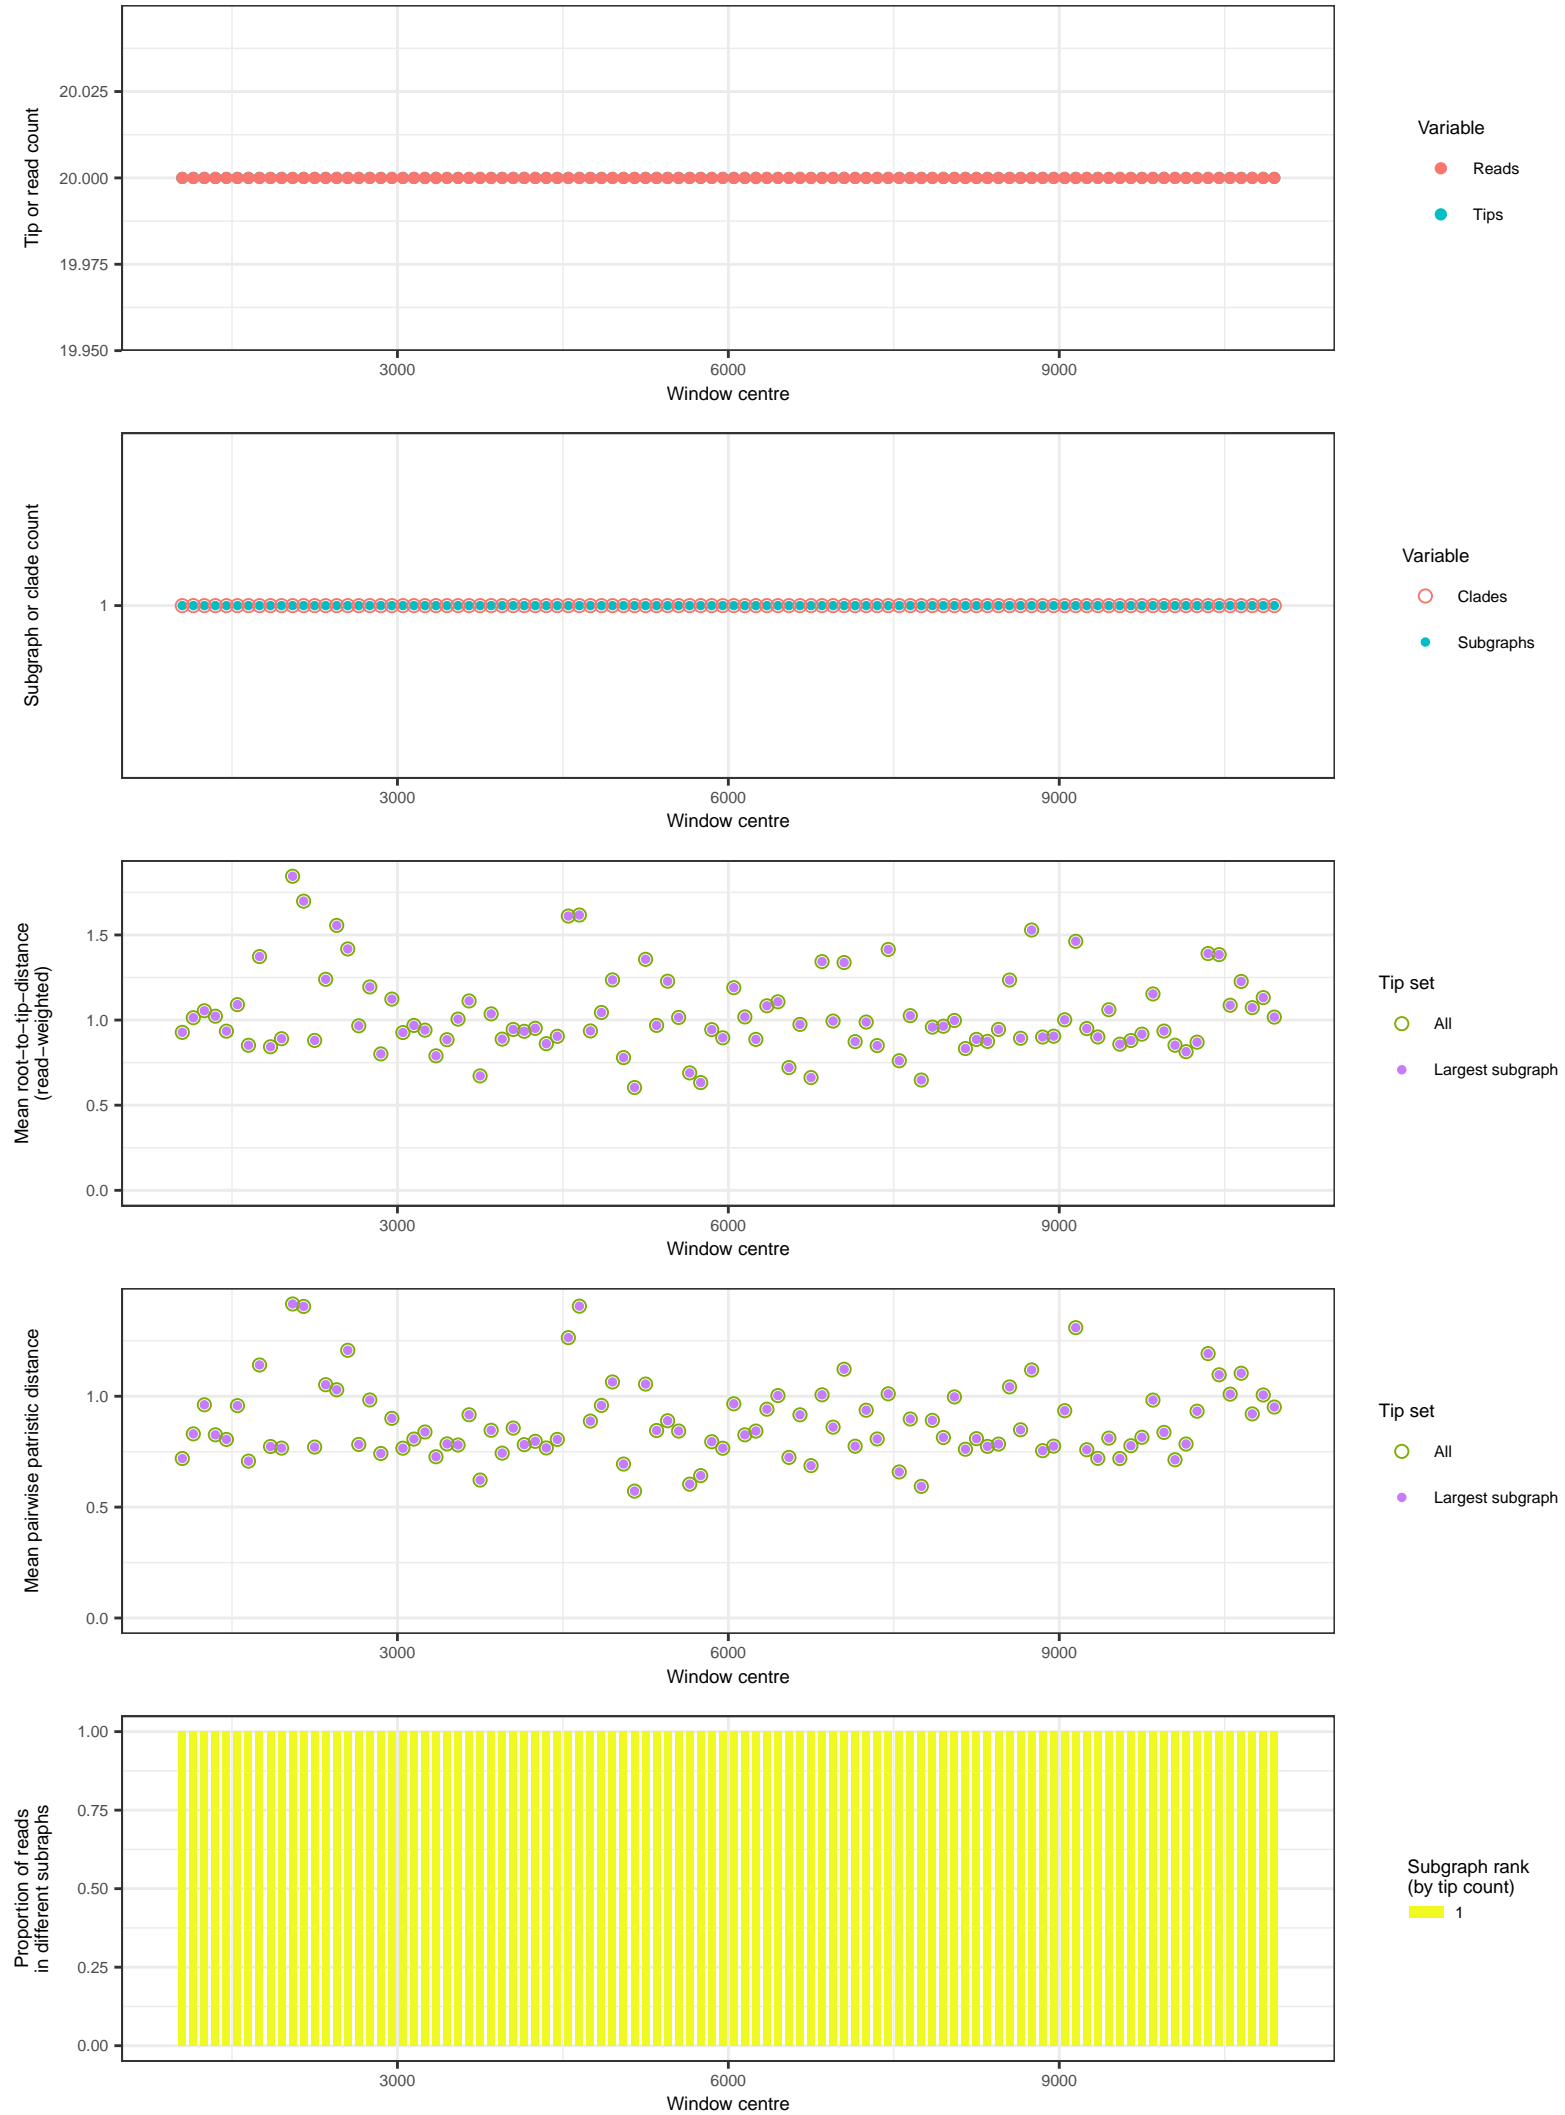 20.025
20.000
19.975
19.950
Tip or read count
3000
6000
9000
Window centre
Variable
Reads
Tips
1
Subgraph or clade count
3000
6000
9000
Window centre
Variable
Clades
Subgraphs
1.5
1.0
0.5
0.0
Mean root−to−tip−distance
(read−weighted)
3000
6000
9000
Window centre
Tip set
All
Largest subgraph
1.0
0.5
0.0
Mean pairwise patristic distance
3000
6000
9000
Window centre
Tip set
All
Largest subgraph
1.00
0.75
0.50
0.25
0.00
Proportion of reads
in different subraphs
3000
6000
9000
Window centre
Subgraph rank
(by tip count)
1